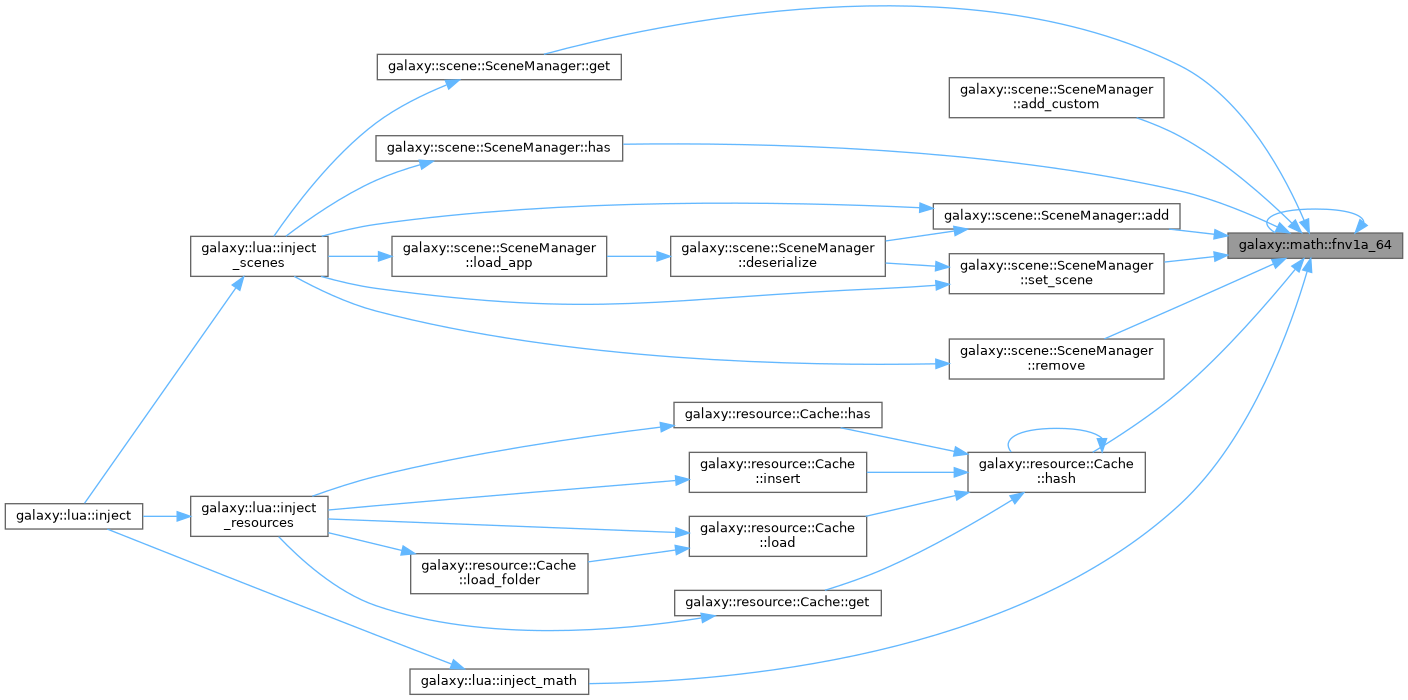 galaxy::scene::SceneManager::get
galaxy::scene::SceneManager
::add_custom
galaxy::scene::SceneManager::has
galaxy::scene::SceneManager::add
galaxy::math::fnv1a_64
galaxy::lua::inject
_scenes
galaxy::scene::SceneManager
::load_app
galaxy::scene::SceneManager
::deserialize
galaxy::scene::SceneManager
::set_scene
galaxy::scene::SceneManager
::remove
galaxy::resource::Cache::has
galaxy::resource::Cache
::insert
galaxy::resource::Cache
::hash
galaxy::lua::inject
galaxy::lua::inject
_resources
galaxy::resource::Cache
::load
galaxy::resource::Cache
::load_folder
galaxy::resource::Cache::get
galaxy::lua::inject_math